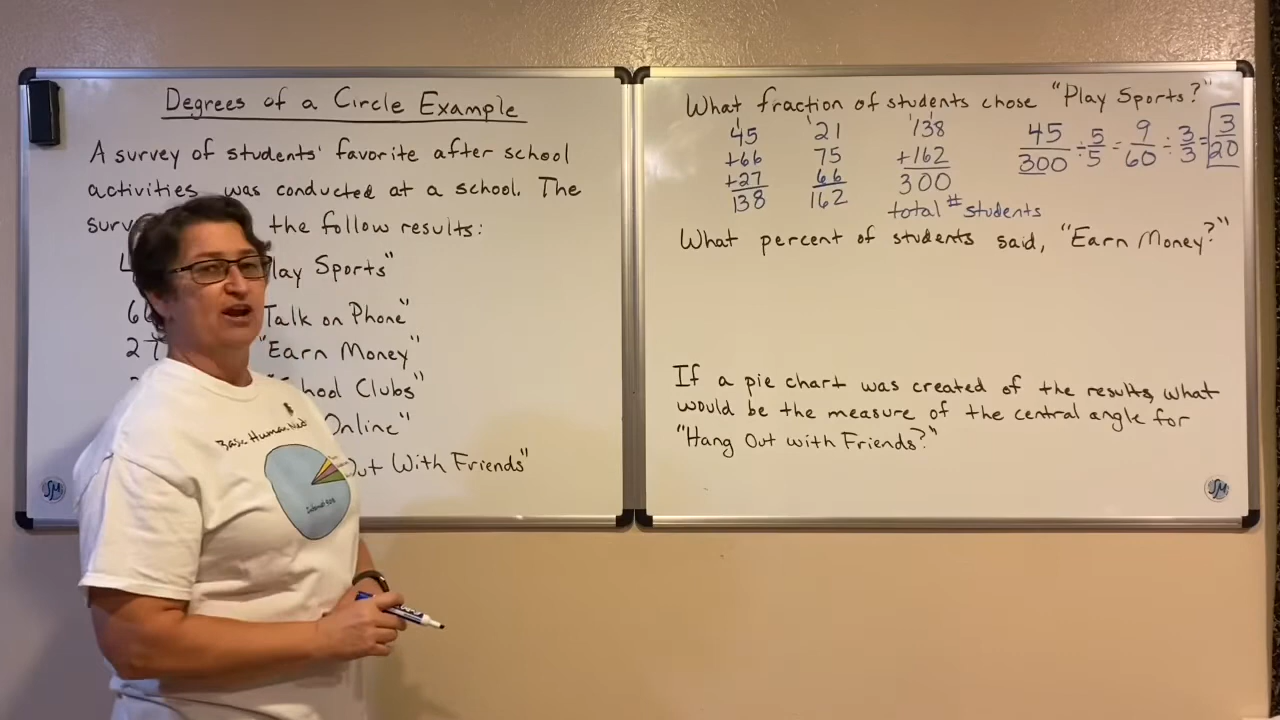 Degrees of a Circle Example
A survey of students' favorite after school
activities was conducted at a school. The
the follow results:
Sports"
Talk on Phone"
27 "Earn Money"
Clubs"
Online"
Out With Friends"
Basic Human
SM
What fraction of students chose "Play Sports?"
45 21 138
+66 75 +162
+27 66 300
138 162
45/300 ÷ 5/5 = 9/60 ÷ 3/3 = 3/20
total # students
What percent of students said, "Earn Money?"
If a pie chart was created of the results, what
would be the measure of the central angle for
"Hang Out with Friends?"
SM